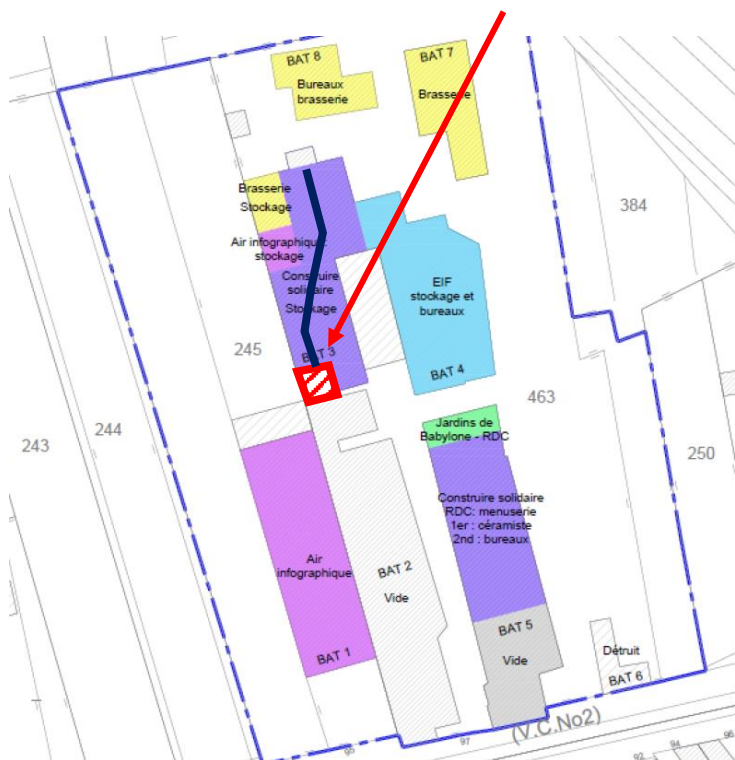 BAT 8
Bureaux
brasserie
BAT 7
Brasserie
Brasserie
Stockage
Air infographique:
stockage
Construire
solidaire
Stockage
BAT 3
EIF
stockage et
bureaux
BAT 4
384
245
463
243
244
250
Jardins de
Babylone - RDC
Construire solidaire
RDC: menuserie
1er : céramiste
2nd : bureaux
Air
infographique
BAT 1
BAT 2
Vide
BAT 5
Vide
Détruit
BAT 6
(V.C.No2)
95
97
92
94
96